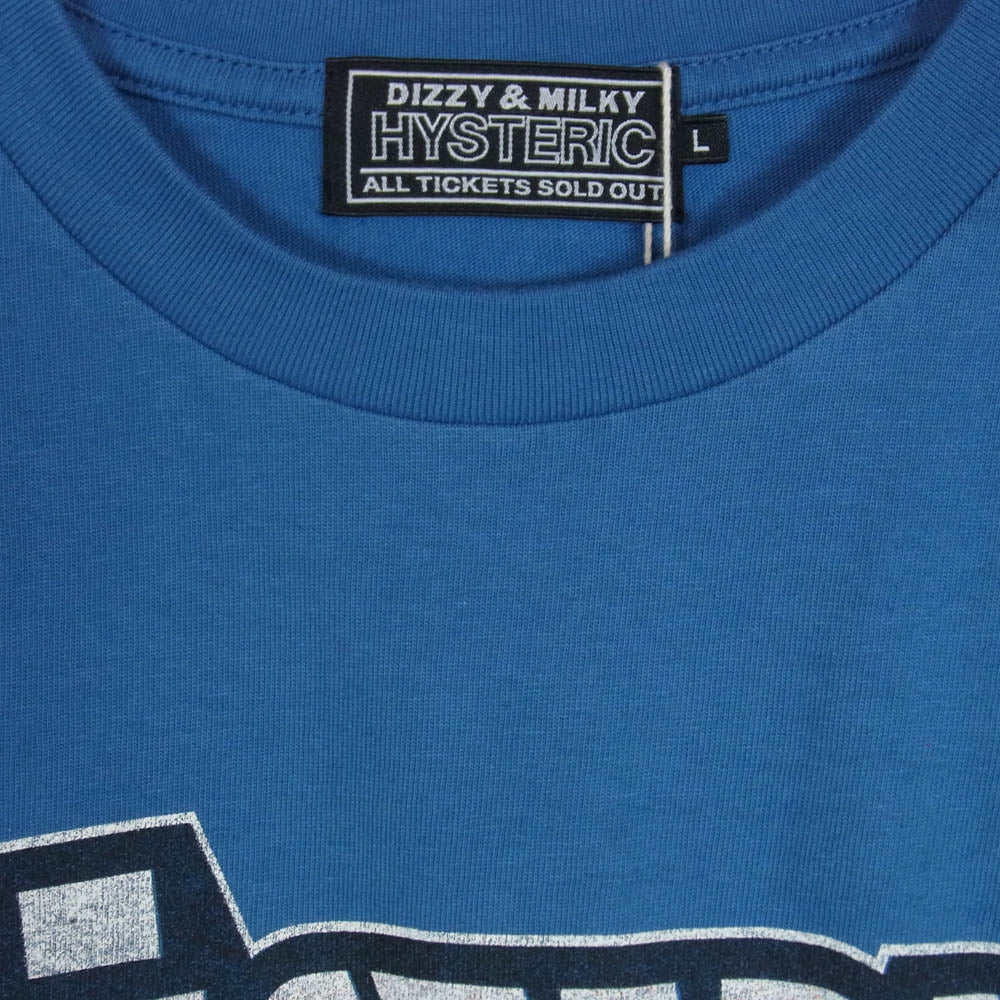 DIZZY & MILKY
HYSTERIC
ALL TICKETS SOLD OUT
L